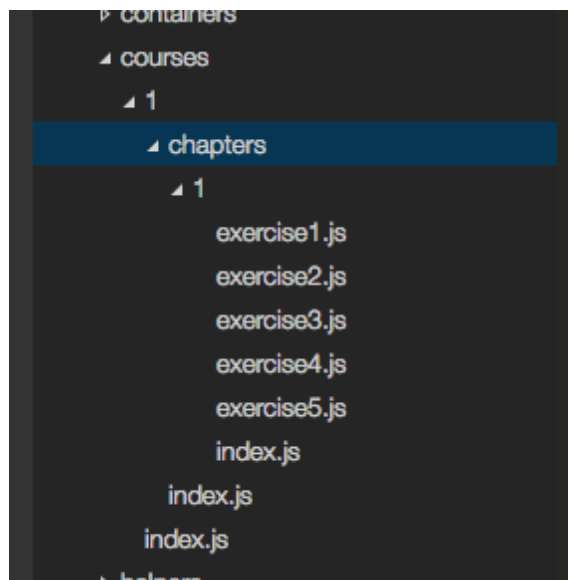 containers
courses
1
chapters
1
exercise1.js
exercise2.js
exercise3.js
exercise4.js
exercise5.js
index.js
index.js
index.js
helpers